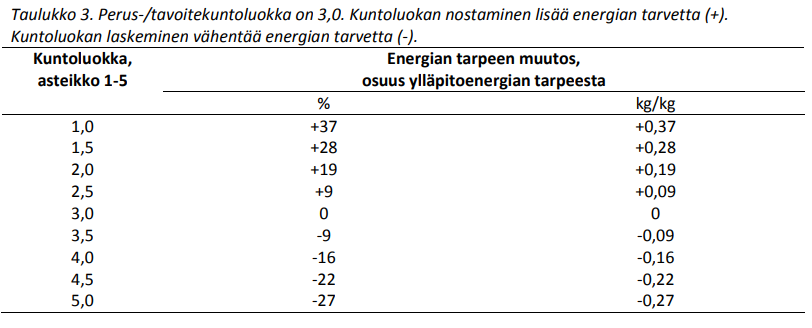 Taulukko 3. Perus-/tavoitekuntoluokka on 3,0. Kuntoluokan nostaminen lisää energian tarvetta (+).
Kuntoluokan laskeminen vähentää energian tarvetta (-).
Kuntoluokka, Energian tarpeen muutos,
asteikko 1-5 osuus ylläpitoenergian tarpeesta
% kg/kg
1,0 +37 +0,37
1,5 +28 +0,28
2,0 +19 +0,19
2,5 +9 +0,09
3,0 0 0
3,5 -9 -0,09
4,0 -16 -0,16
4,5 -22 -0,22
5,0 -27 -0,27